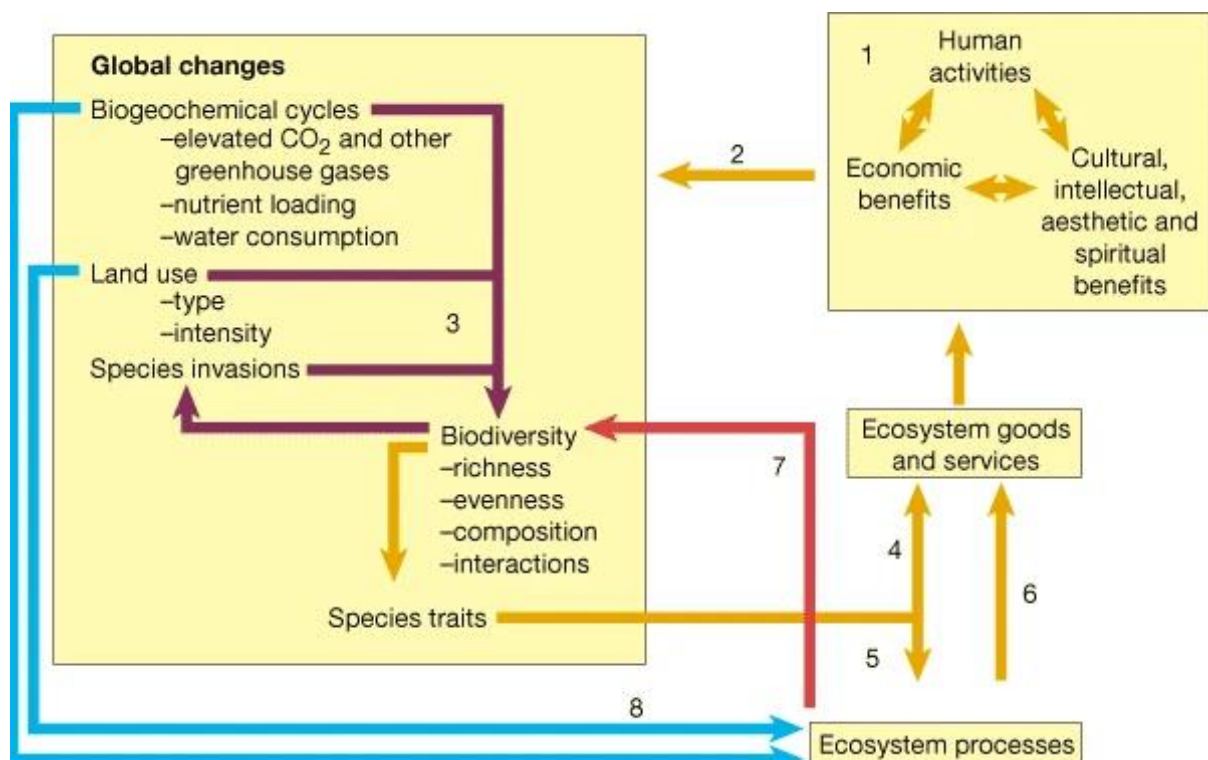 Global changes
Biogeochemical cycles
–elevated CO₂ and other
greenhouse gases
–nutrient loading
–water consumption
Land use
–type
–intensity
Species invasions
3
Biodiversity
–richness
–evenness
–composition
–interactions
Species traits
2
1
Human
activities
Economic
benefits
Cultural,
intellectual,
aesthetic and
spiritual
benefits
Ecosystem goods
and services
7
4
6
5
8
Ecosystem processes